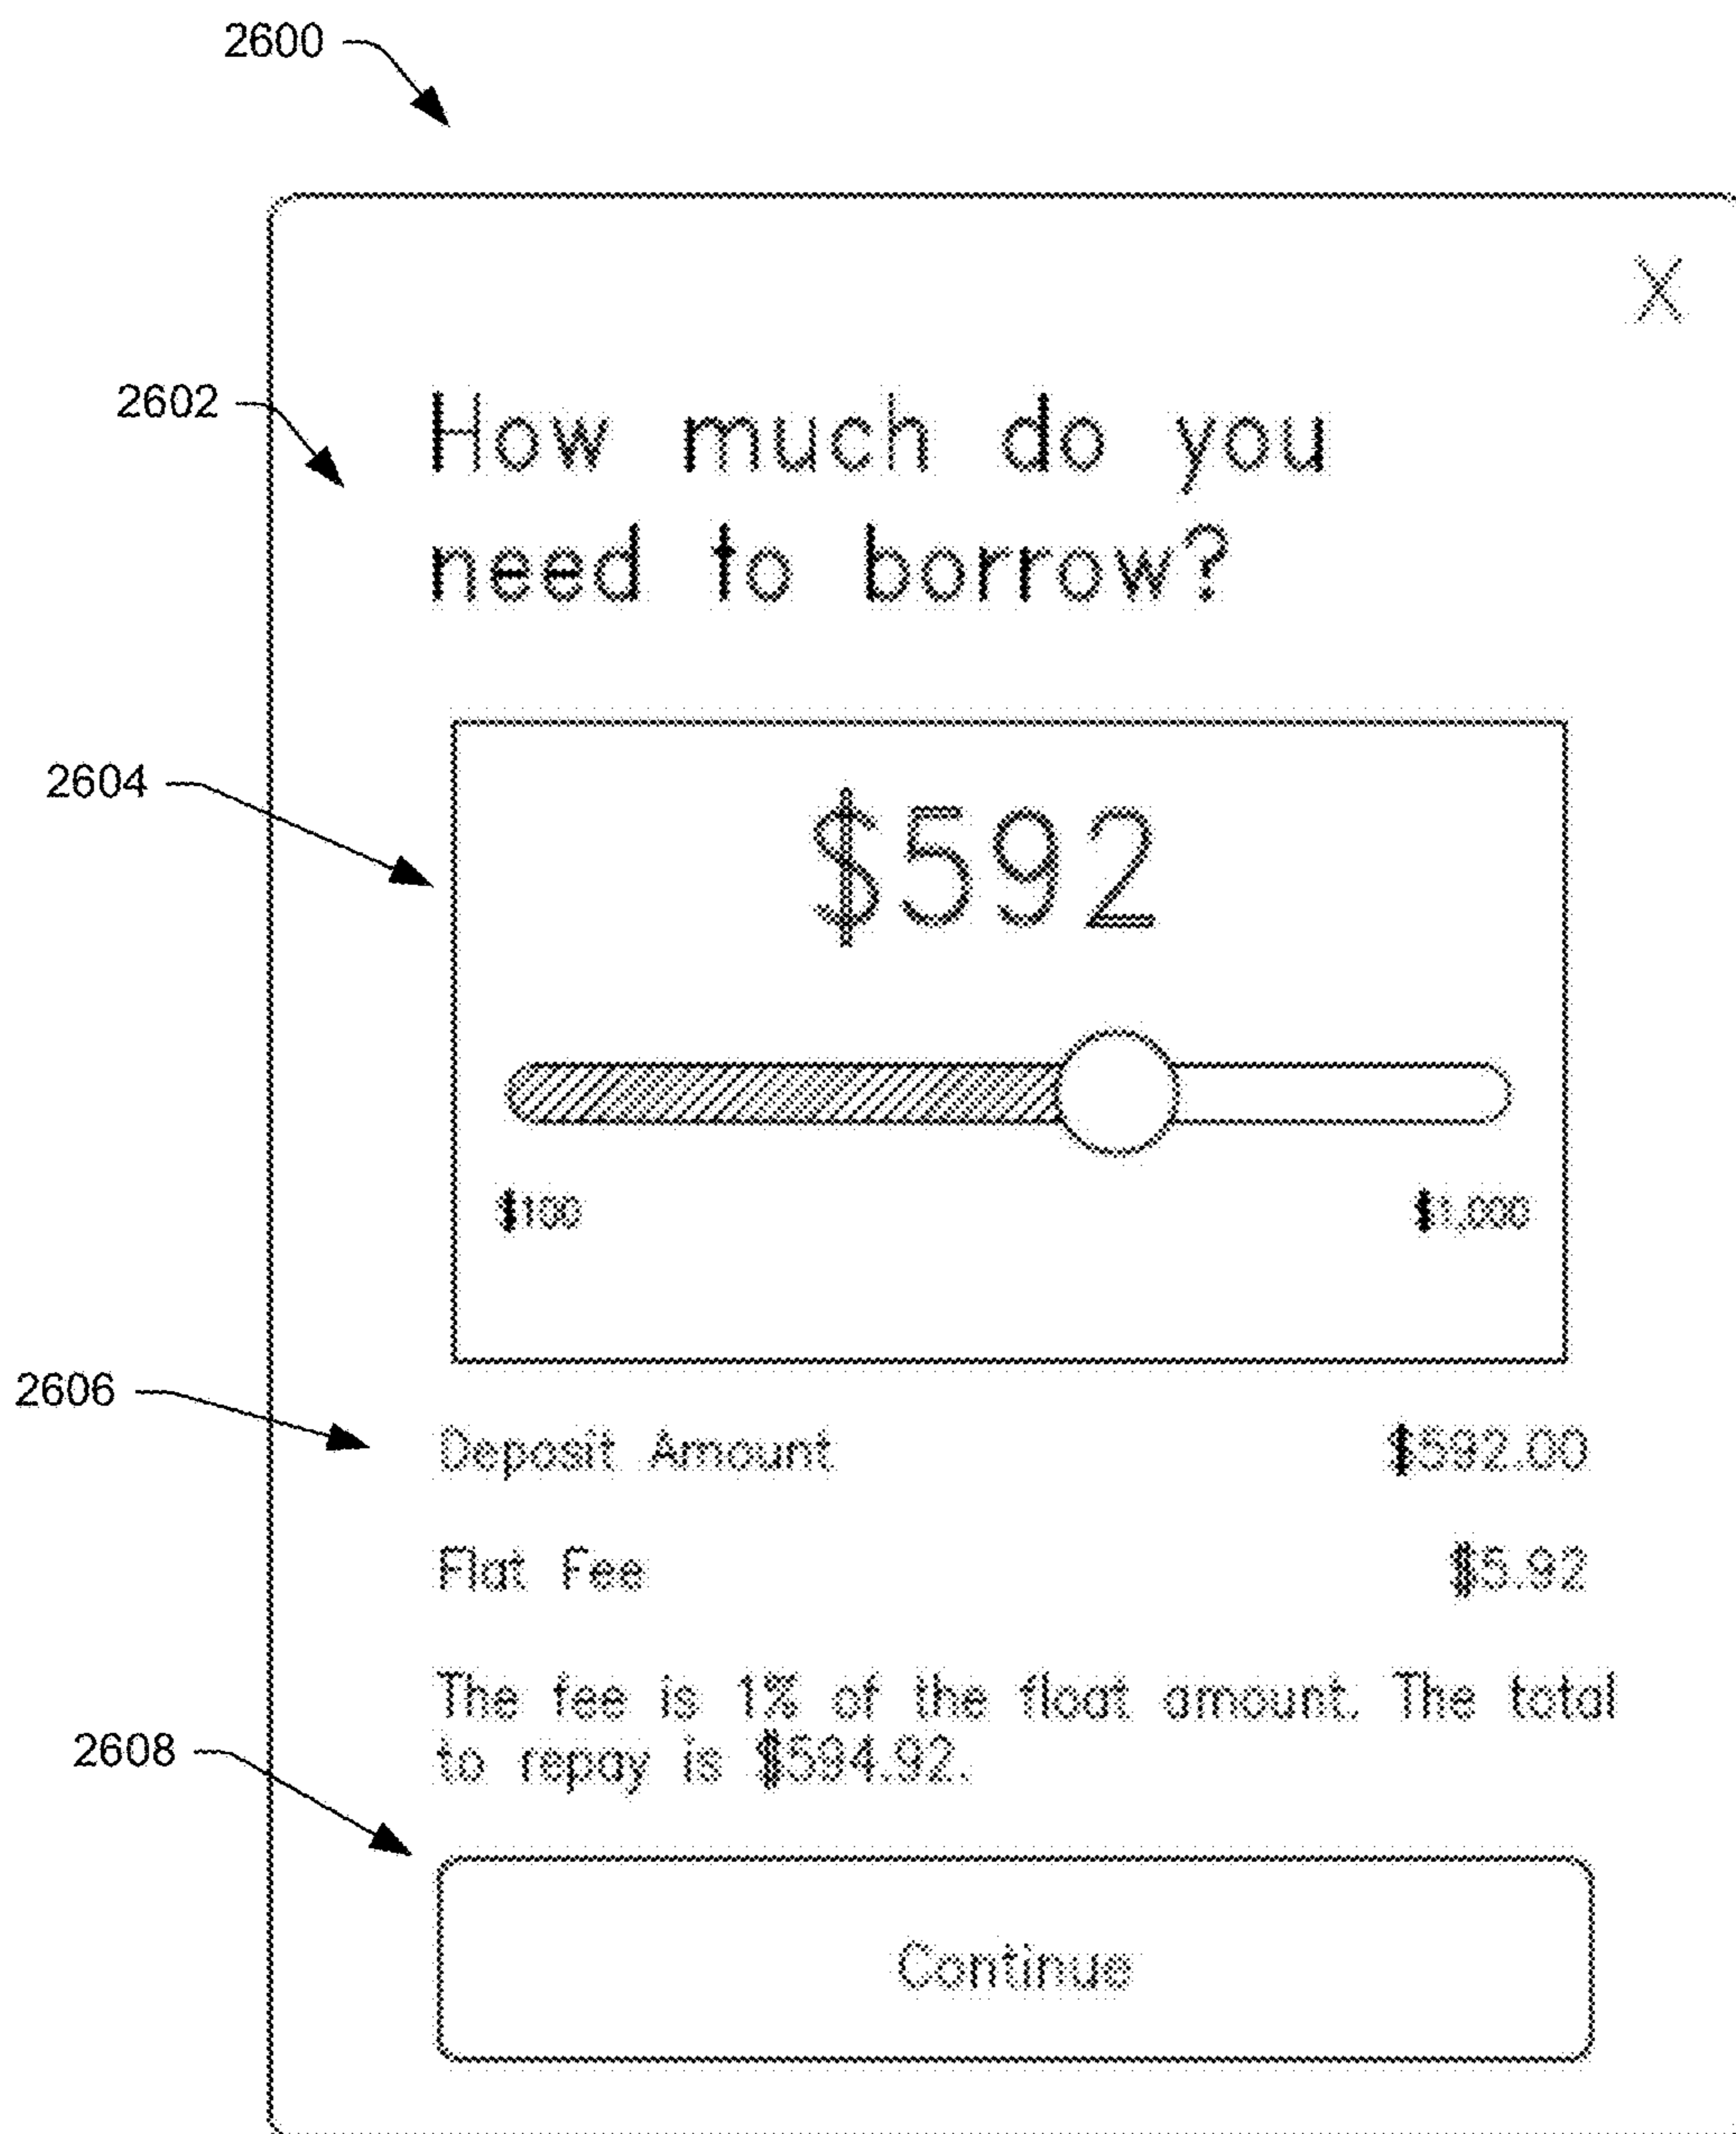 2600
X
2602
How much do you
need to borrow?
2604
$592
$100 $1,000
2606
Deposit Amount $592.00
Flat Fee $5.92
The fee is 1% of the float amount. The total
to repay is $594.92.
2608
Continue